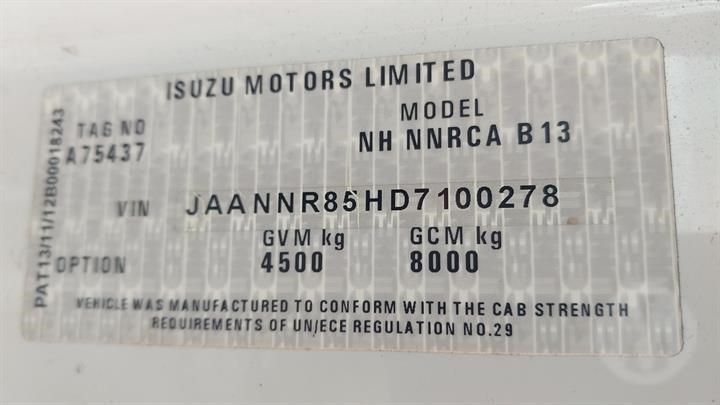 ISUZU MOTORS LIMITED
TAG NO
A75437
MODEL
NH NNRCA B13
VIN JAANNR85HD7100278
GVM kg GCM kg
OPTION 4500 8000
VEHICLE WAS MANUFACTURED TO CONFORM WITH THE CAB STRENGTH
REQUIREMENTS OF UN/ECE REGULATION NO.29
PAT13/11/12B00018243